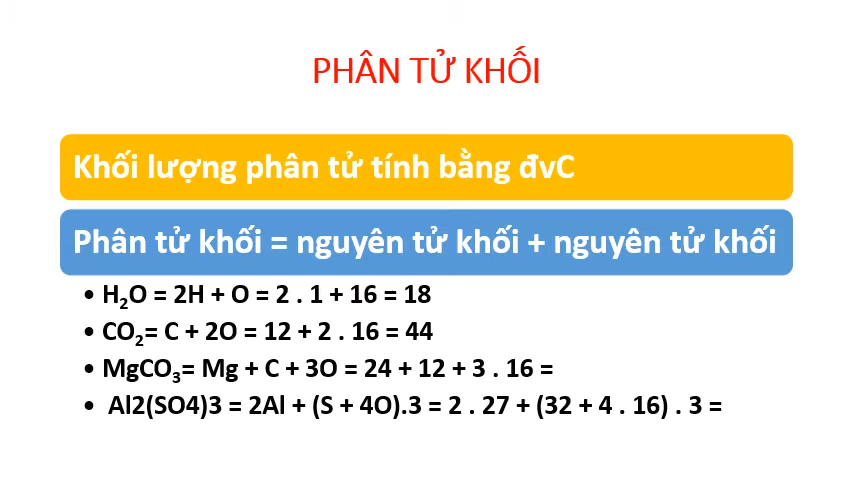 PHÂN TỬ KHỐI
Khối lượng phân tử tính bằng đvC
Phân tử khối = nguyên tử khối + nguyên tử khối
• H₂O = 2H + O = 2 . 1 + 16 = 18
• CO₂= C + 2O = 12 + 2 . 16 = 44
• MgCO₃= Mg + C + 3O = 24 + 12 + 3 . 16 =
• Al2(SO4)3 = 2Al + (S + 4O).3 = 2 . 27 + (32 + 4 . 16) . 3 =